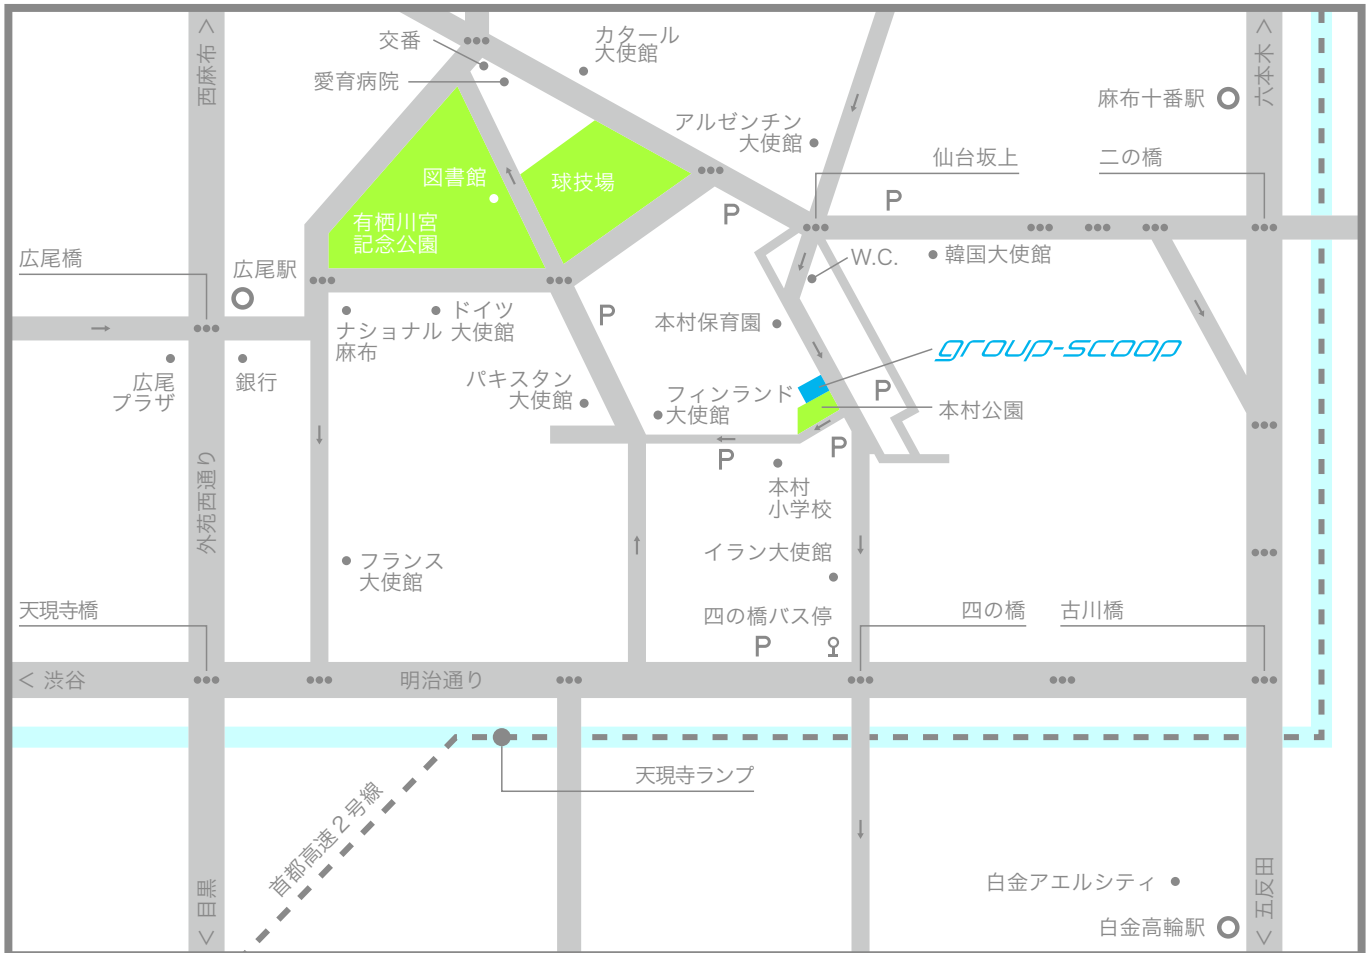 西麻布 >
交番
カタール
大使館
六本木 >
愛育病院
麻布十番駅
アルゼンチン
大使館
仙台坂上
二の橋
図書館
球技場
P
P
有栖川宮
記念公園
広尾橋
広尾駅
W.C.
韓国大使館
ナショナル
麻布
ドイツ
大使館
P
本村保育園
group-scoop
広尾
プラザ
銀行
パキスタン
大使館
フィンランド
大使館
P
本村公園
P
P
外苑西通り
本村
小学校
フランス
大使館
イラン大使館
天現寺橋
四の橋バス停
P
四の橋
古川橋
< 渋谷
明治通り
天現寺ランプ
首都高速2号線
< 目黒
白金アエルシティ
白金高輪駅
< 五反田